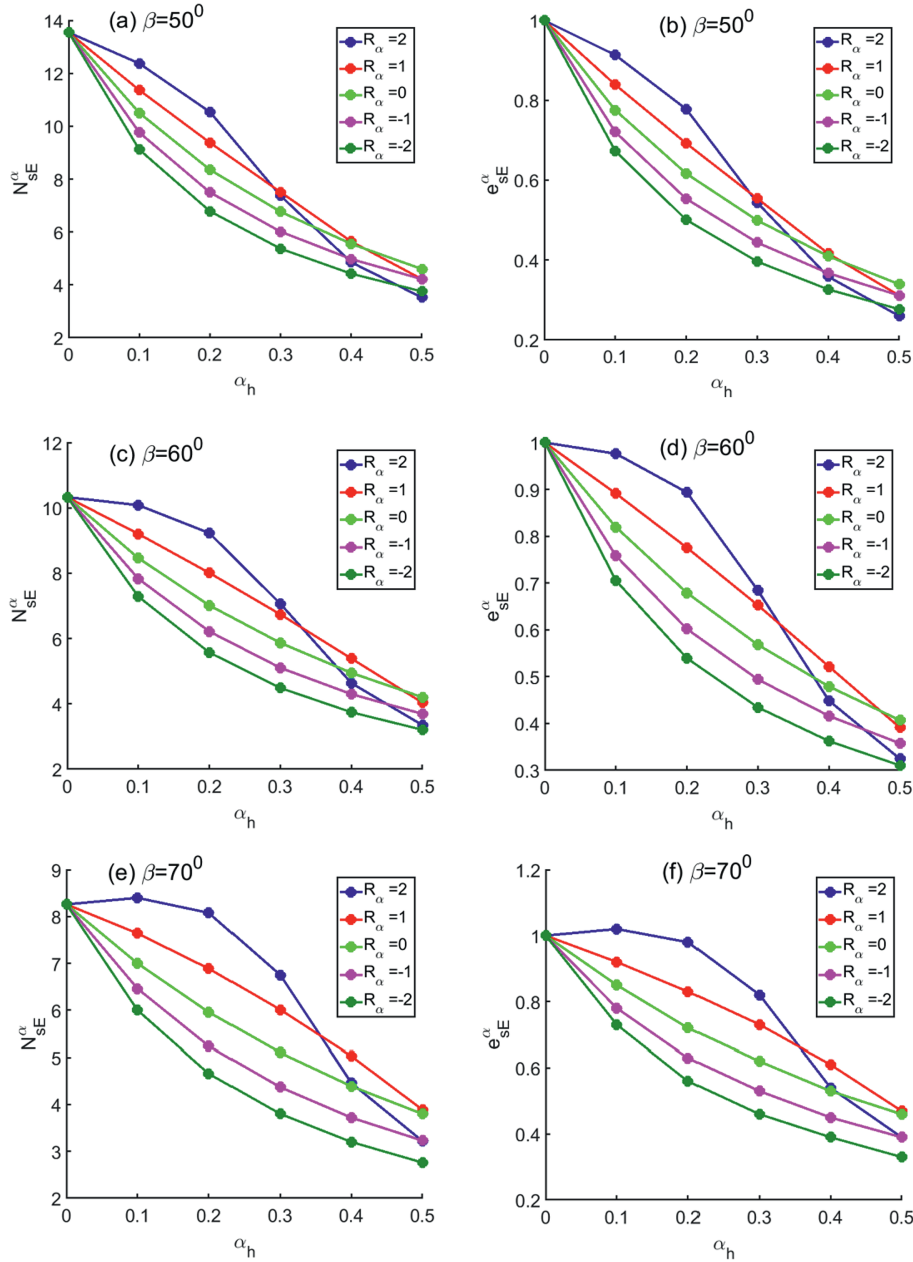 (a) β=50⁰
14
12
10
8
6
4
2
N^α_sE
0 0.1 0.2 0.3 0.4 0.5
α_h
R_α=2
R_α=1
R_α=0
R_α=-1
R_α=-2
(b) β=50⁰
1
0.8
0.6
0.4
0.2
e^α_sE
0 0.1 0.2 0.3 0.4 0.5
α_h
R_α=2
R_α=1
R_α=0
R_α=-1
R_α=-2
(c) β=60⁰
12
10
8
6
4
2
N^α_sE
0 0.1 0.2 0.3 0.4 0.5
α_h
R_α=2
R_α=1
R_α=0
R_α=-1
R_α=-2
(d) β=60⁰
1
0.9
0.8
0.7
0.6
0.5
0.4
0.3
e^α_sE
0 0.1 0.2 0.3 0.4 0.5
α_h
R_α=2
R_α=1
R_α=0
R_α=-1
R_α=-2
(e) β=70⁰
9
8
7
6
5
4
3
2
N^α_sE
0 0.1 0.2 0.3 0.4 0.5
α_h
R_α=2
R_α=1
R_α=0
R_α=-1
R_α=-2
(f) β=70⁰
1.2
1
0.8
0.6
0.4
0.2
e^α_sE
0 0.1 0.2 0.3 0.4 0.5
α_h
R_α=2
R_α=1
R_α=0
R_α=-1
R_α=-2